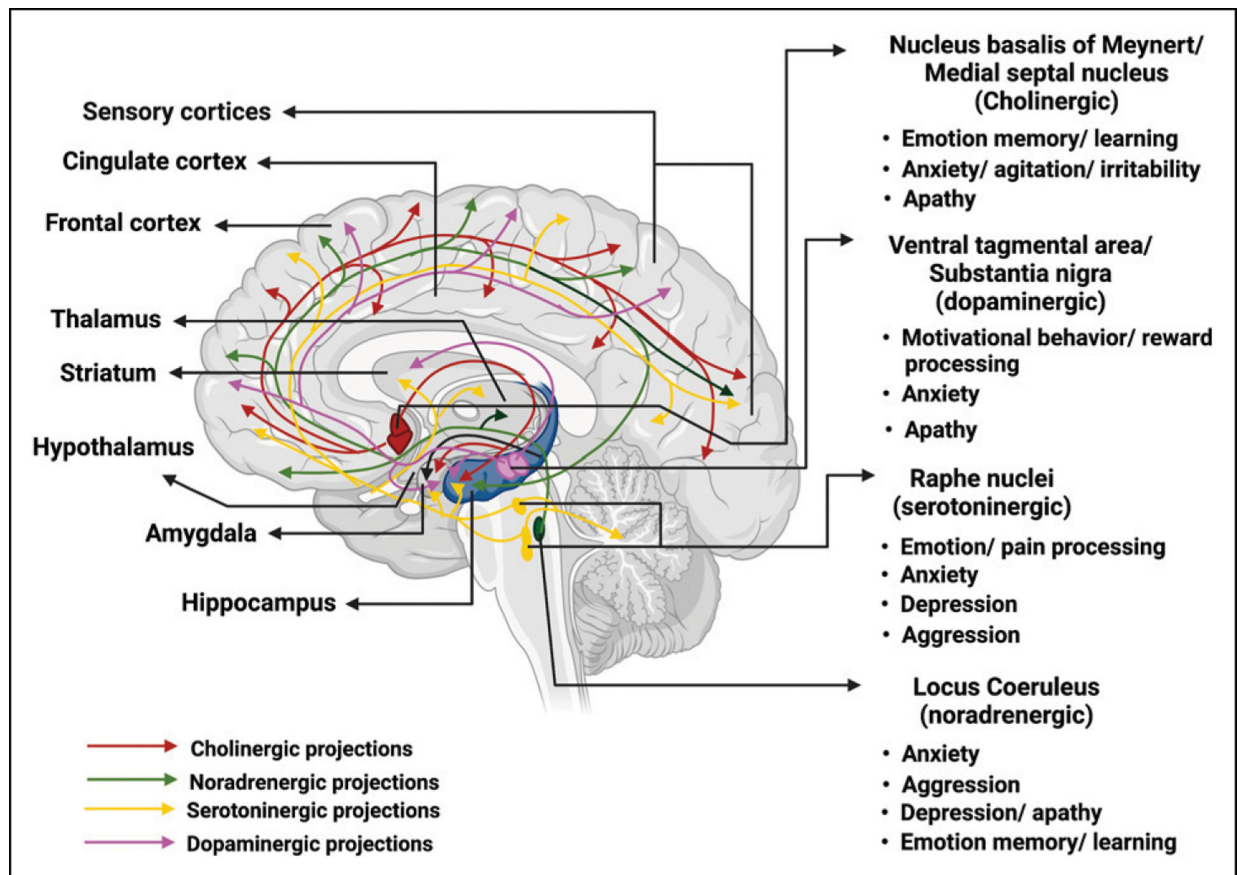 Sensory cortices
Cingulate cortex
Frontal cortex
Thalamus
Striatum
Hypothalamus
Amygdala
Hippocampus
Nucleus basalis of Meynert/
Medial septal nucleus
(Cholinergic)
• Emotion memory/ learning
• Anxiety/ agitation/ irritability
• Apathy
Ventral tagmental area/
Substantia nigra
(dopaminergic)
• Motivational behavior/ reward
processing
• Anxiety
• Apathy
Raphe nuclei
(serotoninergic)
• Emotion/ pain processing
• Anxiety
• Depression
• Aggression
Locus Coeruleus
(noradrenergic)
• Anxiety
• Aggression
• Depression/ apathy
• Emotion memory/ learning
Cholinergic projections
Noradrenergic projections
Serotoninergic projections
Dopaminergic projections